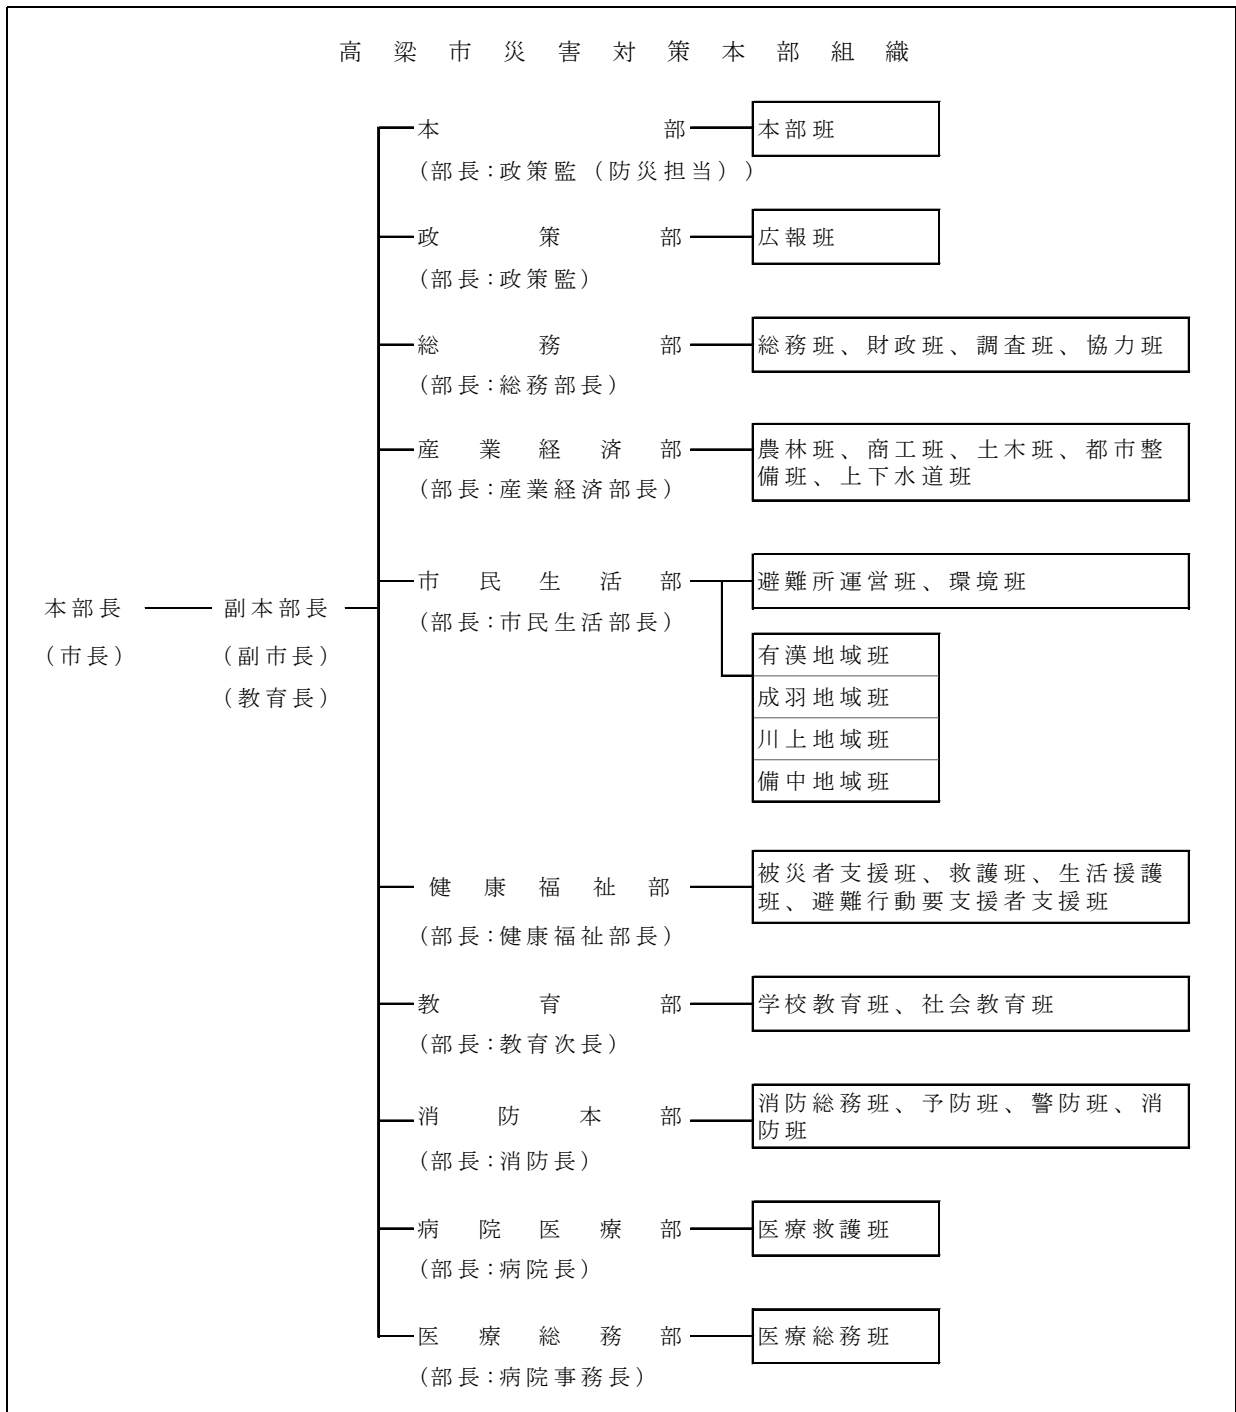 高梁市災害対策本部組織
本部 本部班
(部長:政策監(防災担当))
政策部 広報班
(部長:政策監)
総務部 総務班、財政班、調査班、協力班
(部長:総務部長)
産業経済部 農林班、商工班、土木班、都市整
備班、上下水道班
(部長:産業経済部長)
市民生活部 避難所運営班、環境班
(部長:市民生活部長)
本部長 副本部長
(市長) (副市長)
(教育長)
有漢地域班
成羽地域班
川上地域班
備中地域班
健康福祉部 被災者支援班、救護班、生活援護
班、避難行動要支援者支援班
(部長:健康福祉部長)
教育部 学校教育班、社会教育班
(部長:教育次長)
消防本部 消防総務班、予防班、警防班、消
防班
(部長:消防長)
病院医療部 医療救護班
(部長:病院長)
医療総務部 医療総務班
(部長:病院事務長)